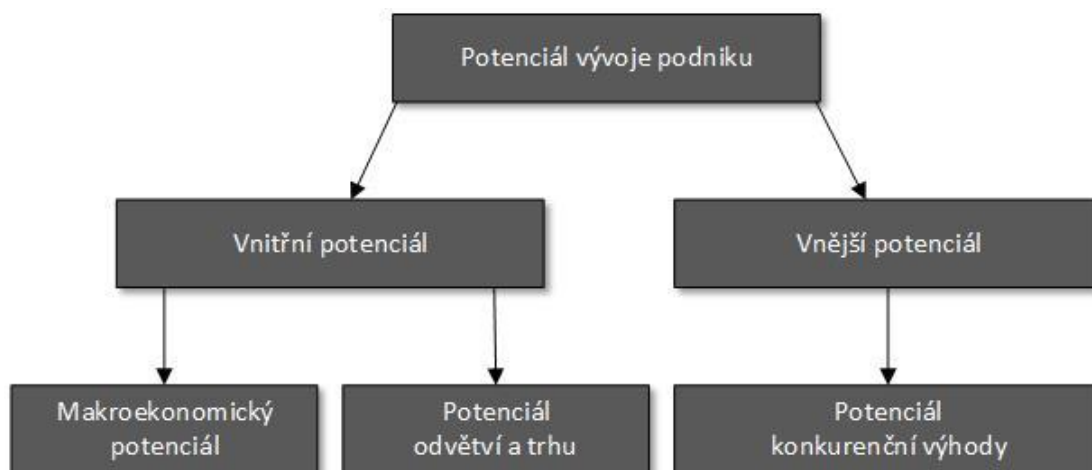 Potenciál vývoje podniku
Vnitřní potenciál
Vnější potenciál
Makroekonomický
potenciál
Potenciál
odvětví a trhu
Potenciál
konkurenční výhody